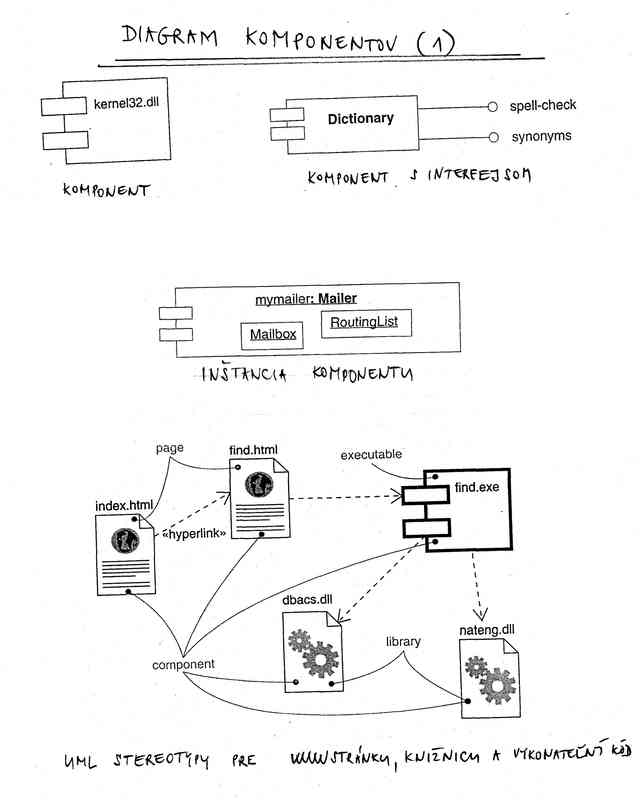 DIAGRAM KOMPONENTOV (1)
kernel32.dll
KOMPONENT
Dictionary
spell-check
synonyms
KOMPONENT S INTERFEJSOM
mymailer: Mailer
Mailbox
RoutingList
INŠTANCIA KOMPONENTU
page
find.html
executable
index.html
find.exe
«hyperlink»
dbacs.dll
library
nateng.dll
component
UML STEREOTYPY PRE WWW STRÁNKU, KNIŽNICU A VYKONATEĽNÝ KÓD